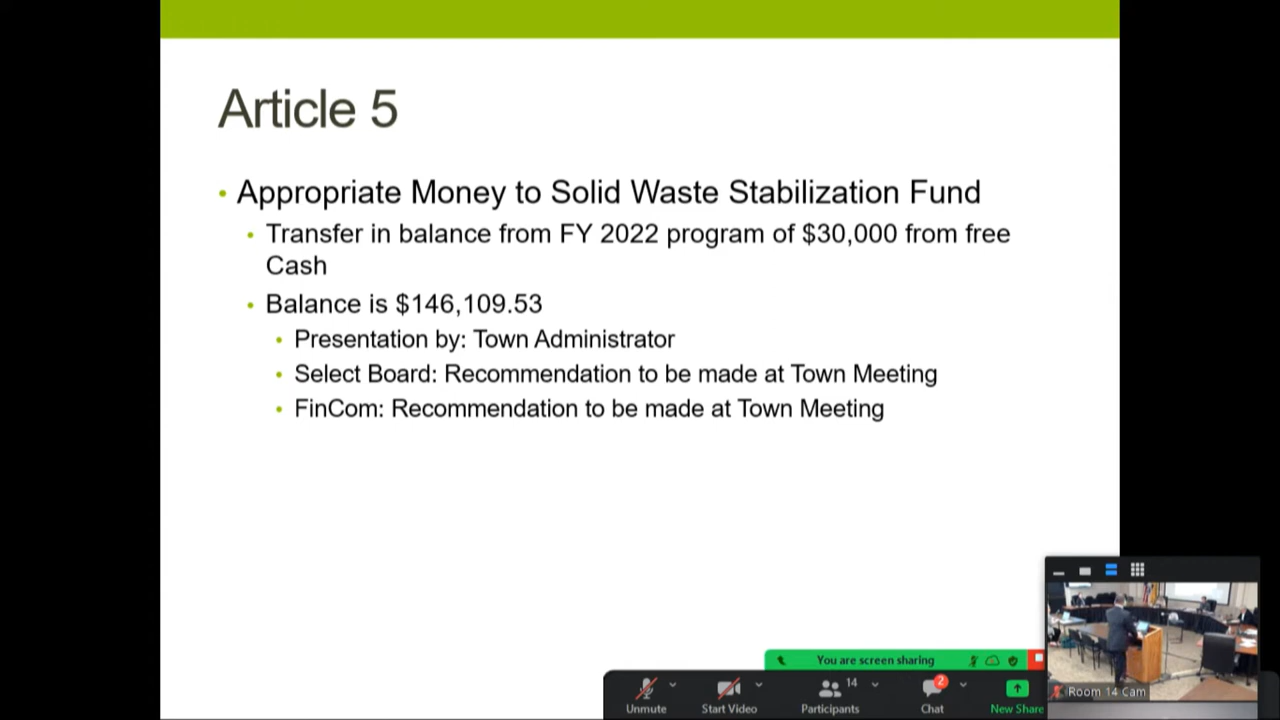 Article 5
• Appropriate Money to Solid Waste Stabilization Fund
• Transfer in balance from FY 2022 program of $30,000 from free
Cash
• Balance is $146,109.53
• Presentation by: Town Administrator
• Select Board: Recommendation to be made at Town Meeting
• FinCom: Recommendation to be made at Town Meeting
You are screen sharing
Room 14 Cam
14
2
Unmute
Start Video
Participants
Chat
New Share